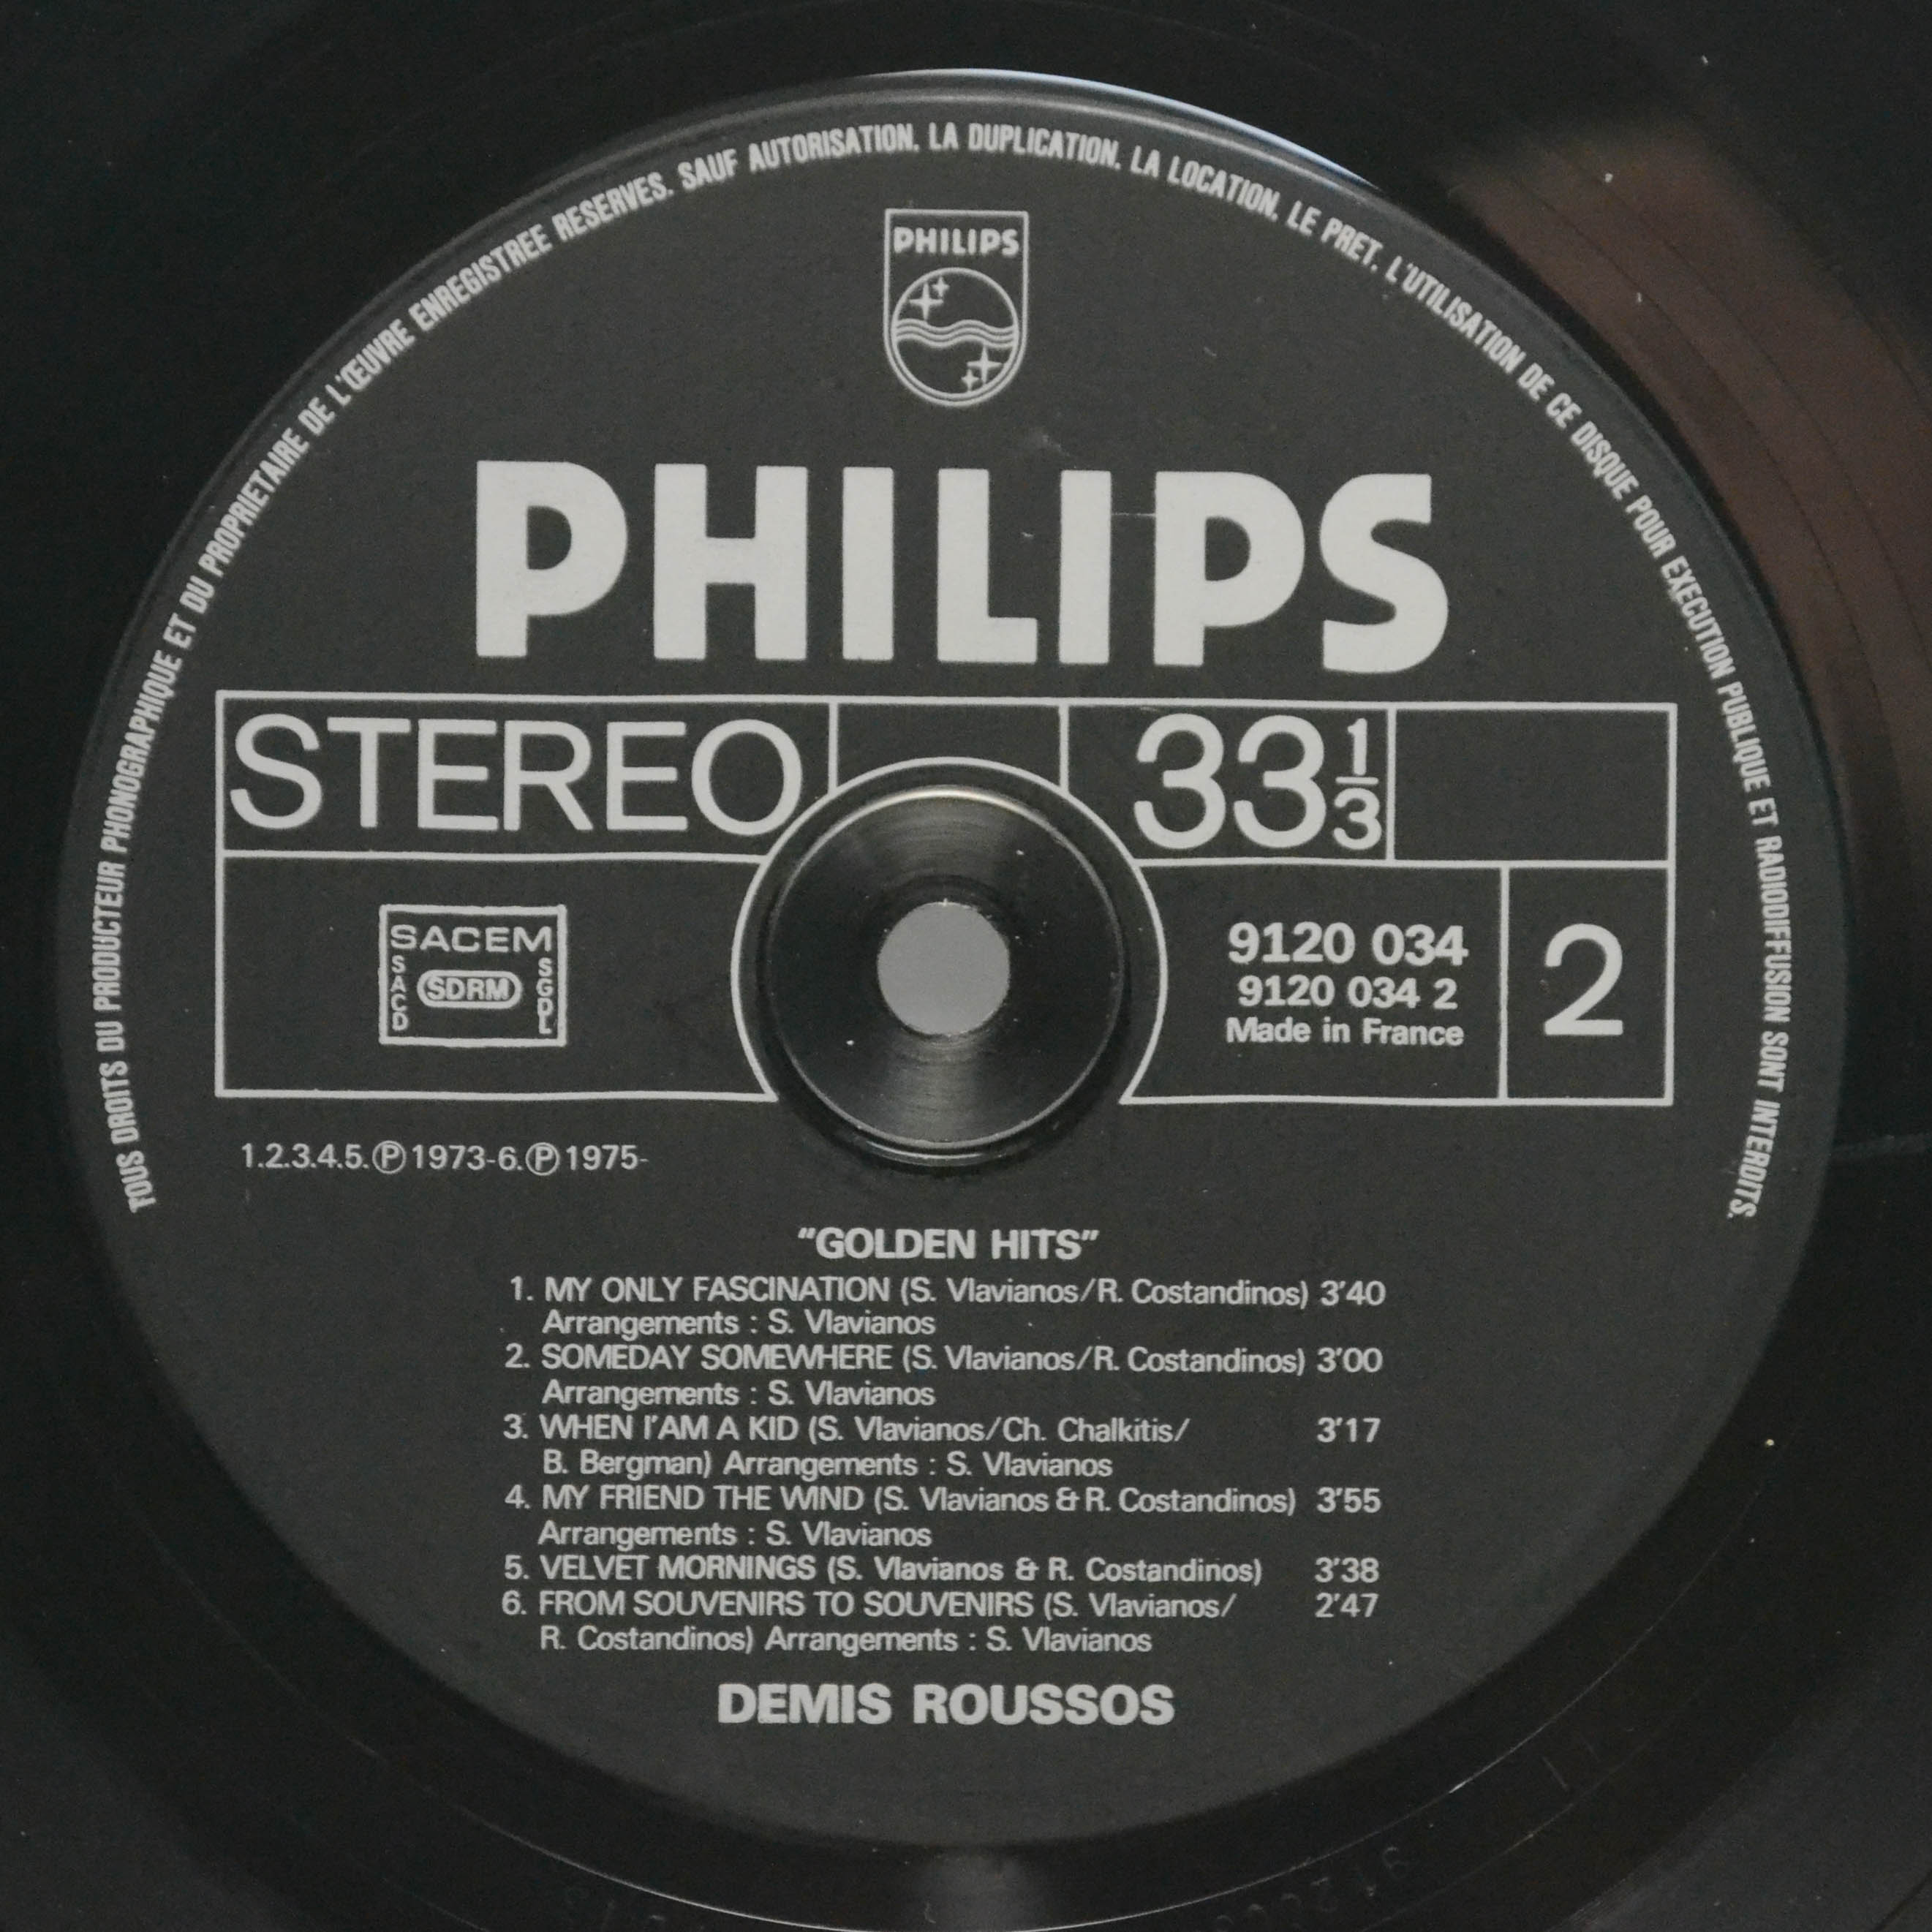 TOUS DROITS DU PRODUCTEUR PHONOGRAPHIQUE ET DU PROPRIETAIRE DE L'ŒUVRE ENREGISTREE RESERVES. SAUF AUTORISATION, LA DUPLICATION, LA LOCATION, LE PRET, L'UTILISATION DE CE DISQUE POUR EXECUTION PUBLIQUE ET RADIODIFFUSION SONT INTERDITS.
PHILIPS
PHILIPS
STEREO
33 1/3
SACEM
SACD
SDRM
SGDL
9120 034
9120 034 2
Made in France
2
1.2.3.4.5.Ⓟ1973-6.Ⓟ1975-
"GOLDEN HITS"
1. MY ONLY FASCINATION (S. Vlavianos/R. Costandinos) 3'40
Arrangements : S. Vlavianos
2. SOMEDAY SOMEWHERE (S. Vlavianos/R. Costandinos) 3'00
Arrangements : S. Vlavianos
3. WHEN I'AM A KID (S. Vlavianos/Ch. Chalkitis/ 3'17
B. Bergman) Arrangements : S. Vlavianos
4. MY FRIEND THE WIND (S. Vlavianos & R. Costandinos) 3'55
Arrangements : S. Vlavianos
5. VELVET MORNINGS (S. Vlavianos & R. Costandinos) 3'38
6. FROM SOUVENIRS TO SOUVENIRS (S. Vlavianos/ 2'47
R. Costandinos) Arrangements : S. Vlavianos
DEMIS ROUSSOS